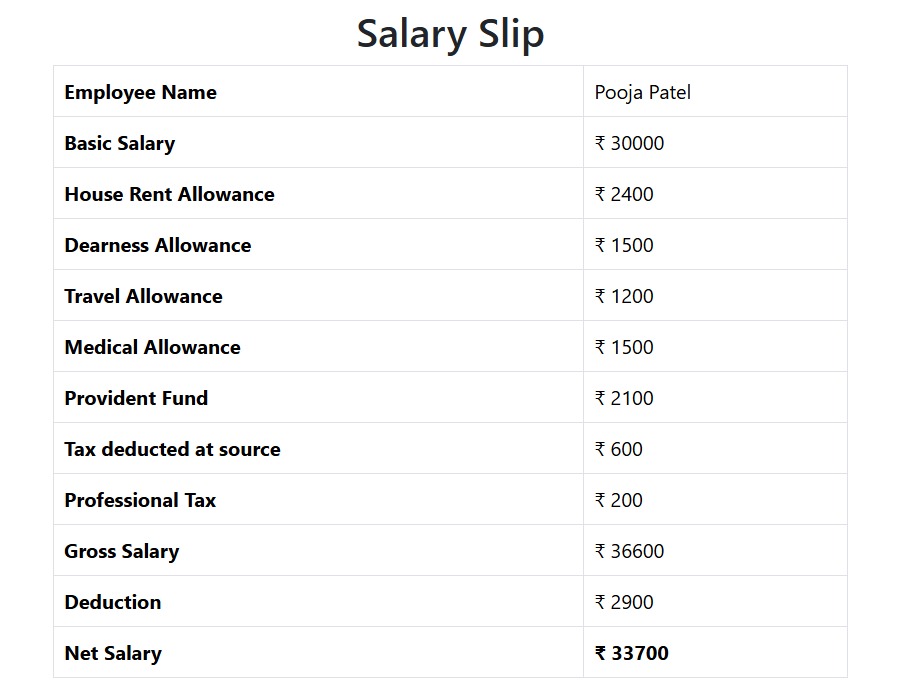 Salary Slip
Employee Name Pooja Patel
Basic Salary ₹ 30000
House Rent Allowance ₹ 2400
Dearness Allowance ₹ 1500
Travel Allowance ₹ 1200
Medical Allowance ₹ 1500
Provident Fund ₹ 2100
Tax deducted at source ₹ 600
Professional Tax ₹ 200
Gross Salary ₹ 36600
Deduction ₹ 2900
Net Salary ₹ 33700